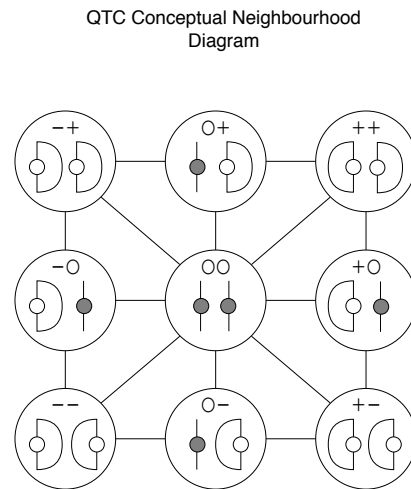 QTC Conceptual Neighbourhood
Diagram
−+ 0+ ++
−0 00 +0
−− 0− +−